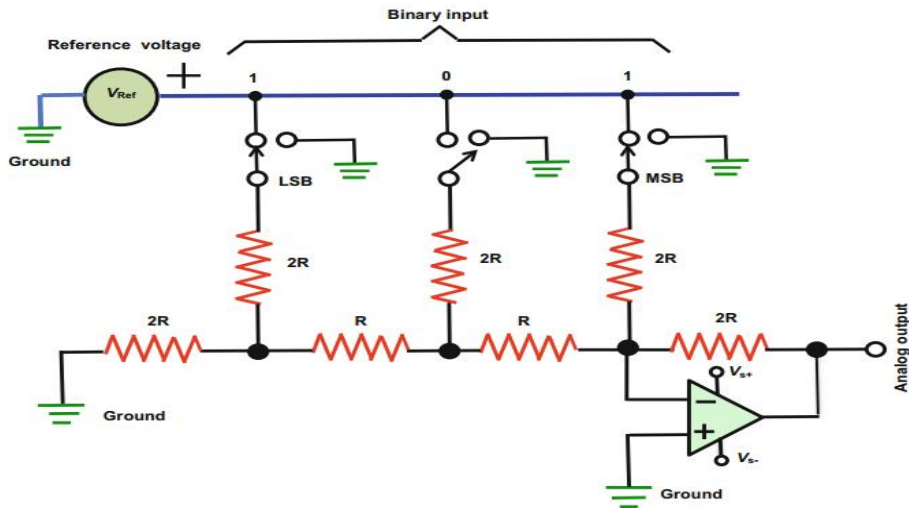 Binary input
Reference voltage
+
1 0 1
VRef
Ground
LSB
MSB
2R 2R 2R
2R R R 2R
Analog output
Vs+
−
+
Ground
Vs-
Ground